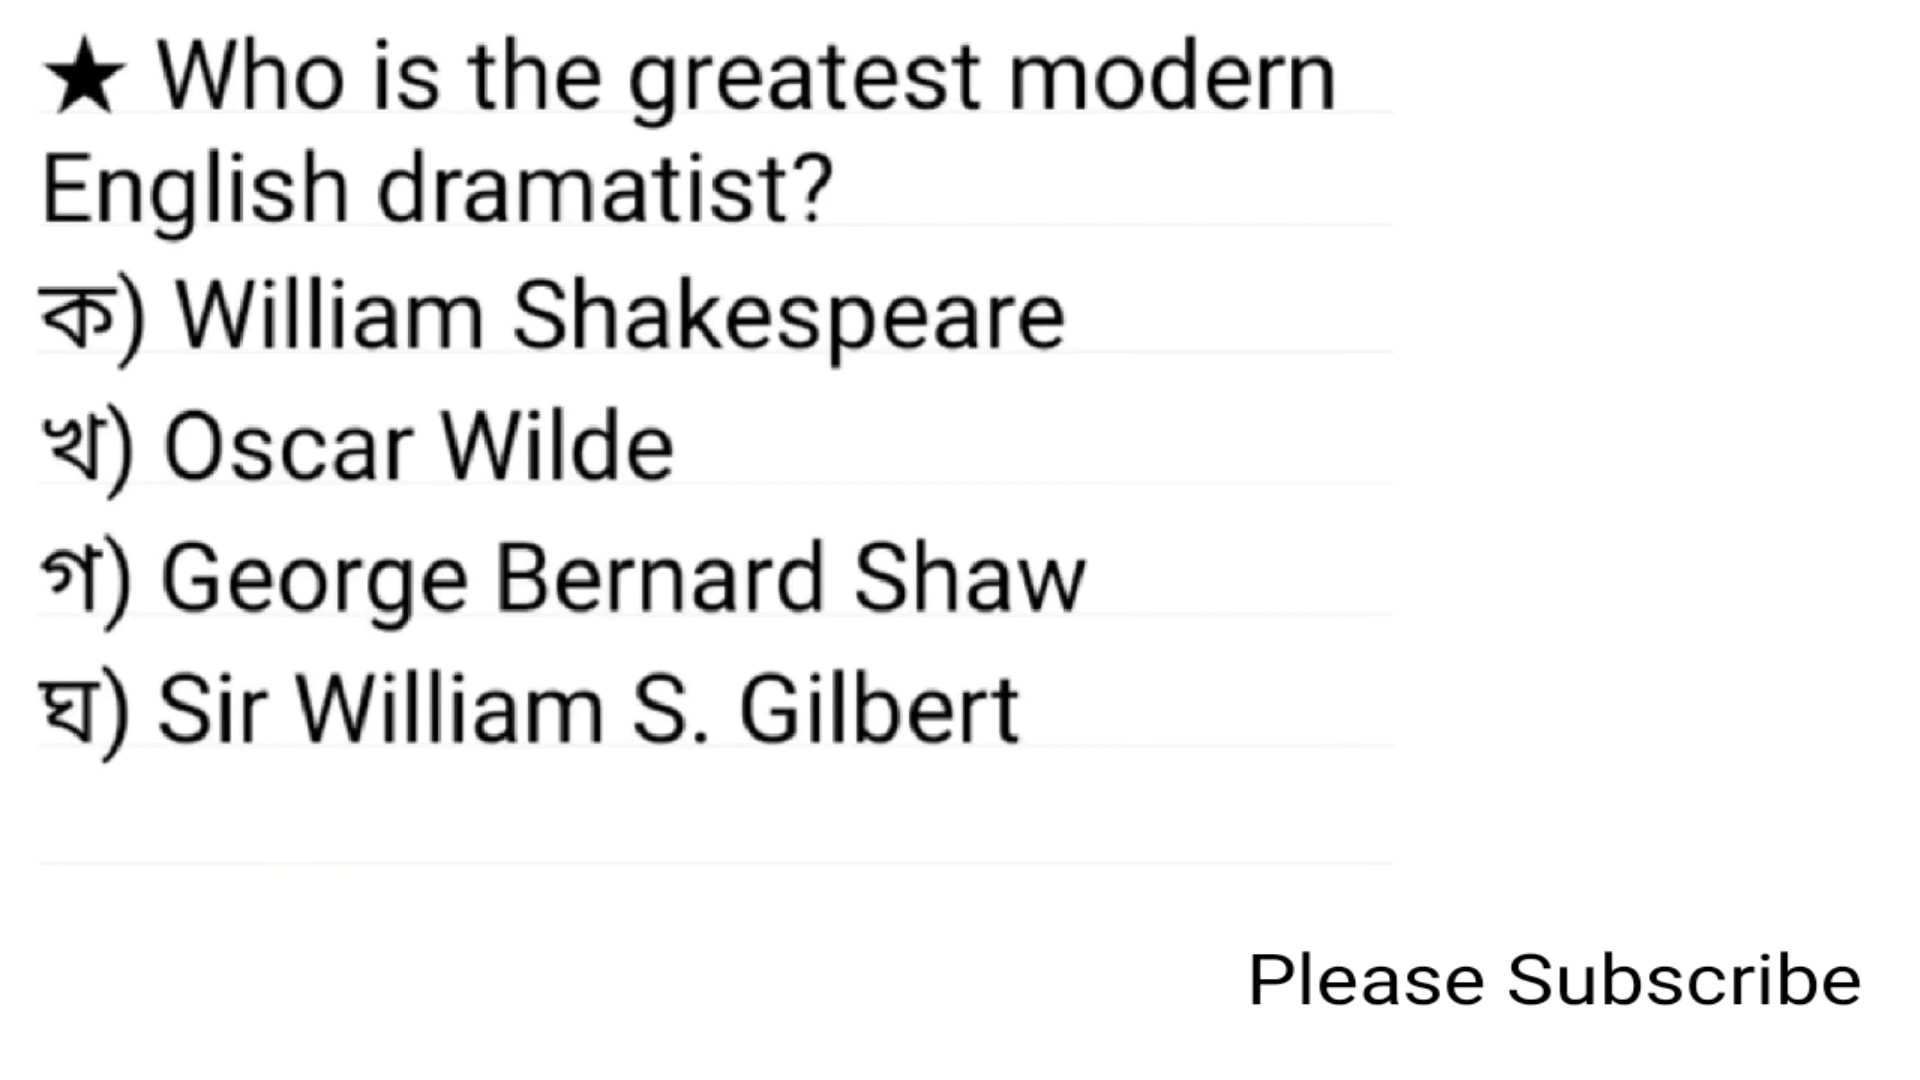 ★ Who is the greatest modern
English dramatist?
ক) William Shakespeare
খ) Oscar Wilde
গ) George Bernard Shaw
ঘ) Sir William S. Gilbert
Please Subscribe